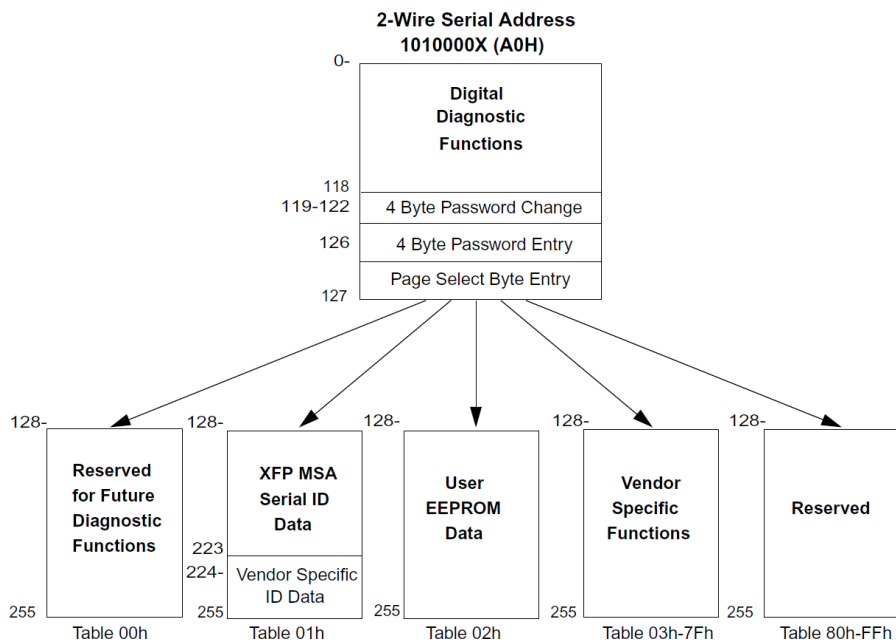 2-Wire Serial Address
1010000X (A0H)
0-
Digital
Diagnostic
Functions
118
119-122
4 Byte Password Change
126
4 Byte Password Entry
Page Select Byte Entry
127
128-
Reserved
for Future
Diagnostic
Functions
255
Table 00h
128-
XFP MSA
Serial ID
Data
223
224-
Vendor Specific
ID Data
255
Table 01h
128-
User
EEPROM
Data
255
Table 02h
128-
Vendor
Specific
Functions
255
Table 03h-7Fh
128-
Reserved
255
Table 80h-FFh